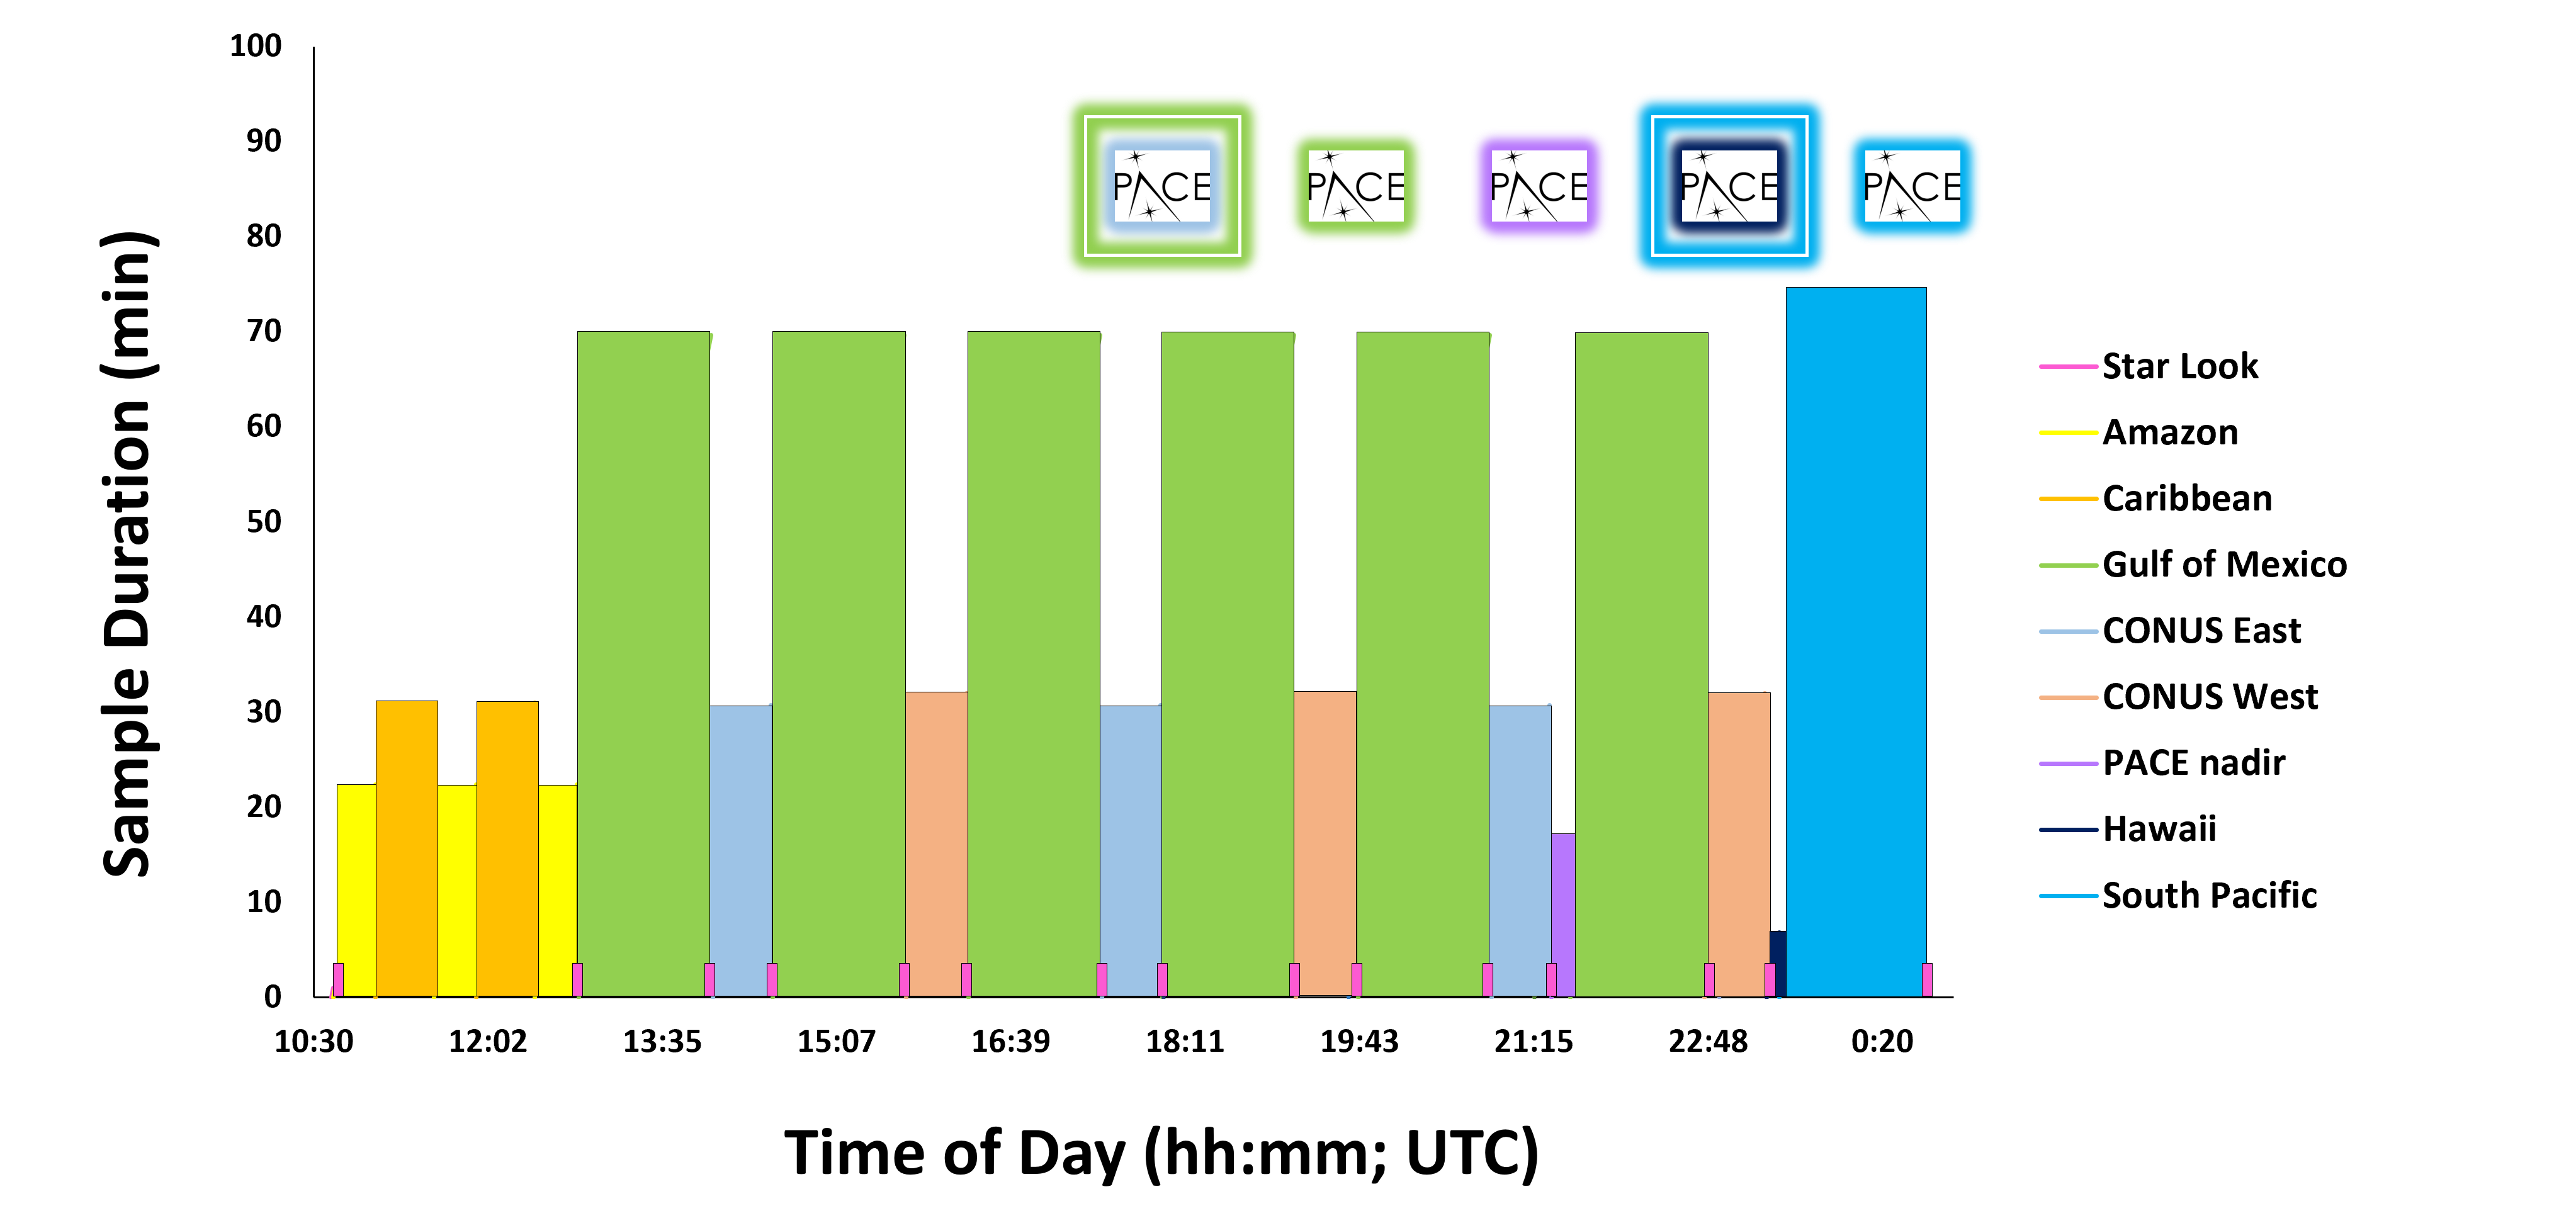 100
90
80
70
60
50
40
30
20
10
0
Sample Duration (min)
PACE PACE PACE PACE PACE
Star Look
Amazon
Caribbean
Gulf of Mexico
CONUS East
CONUS West
PACE nadir
Hawaii
South Pacific
10:30 12:02 13:35 15:07 16:39 18:11 19:43 21:15 22:48 0:20
Time of Day (hh:mm; UTC)